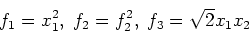 f_1 = x_1^2, f_2 = f_2^2, f_3 = \sqrt{2}x_1x_2